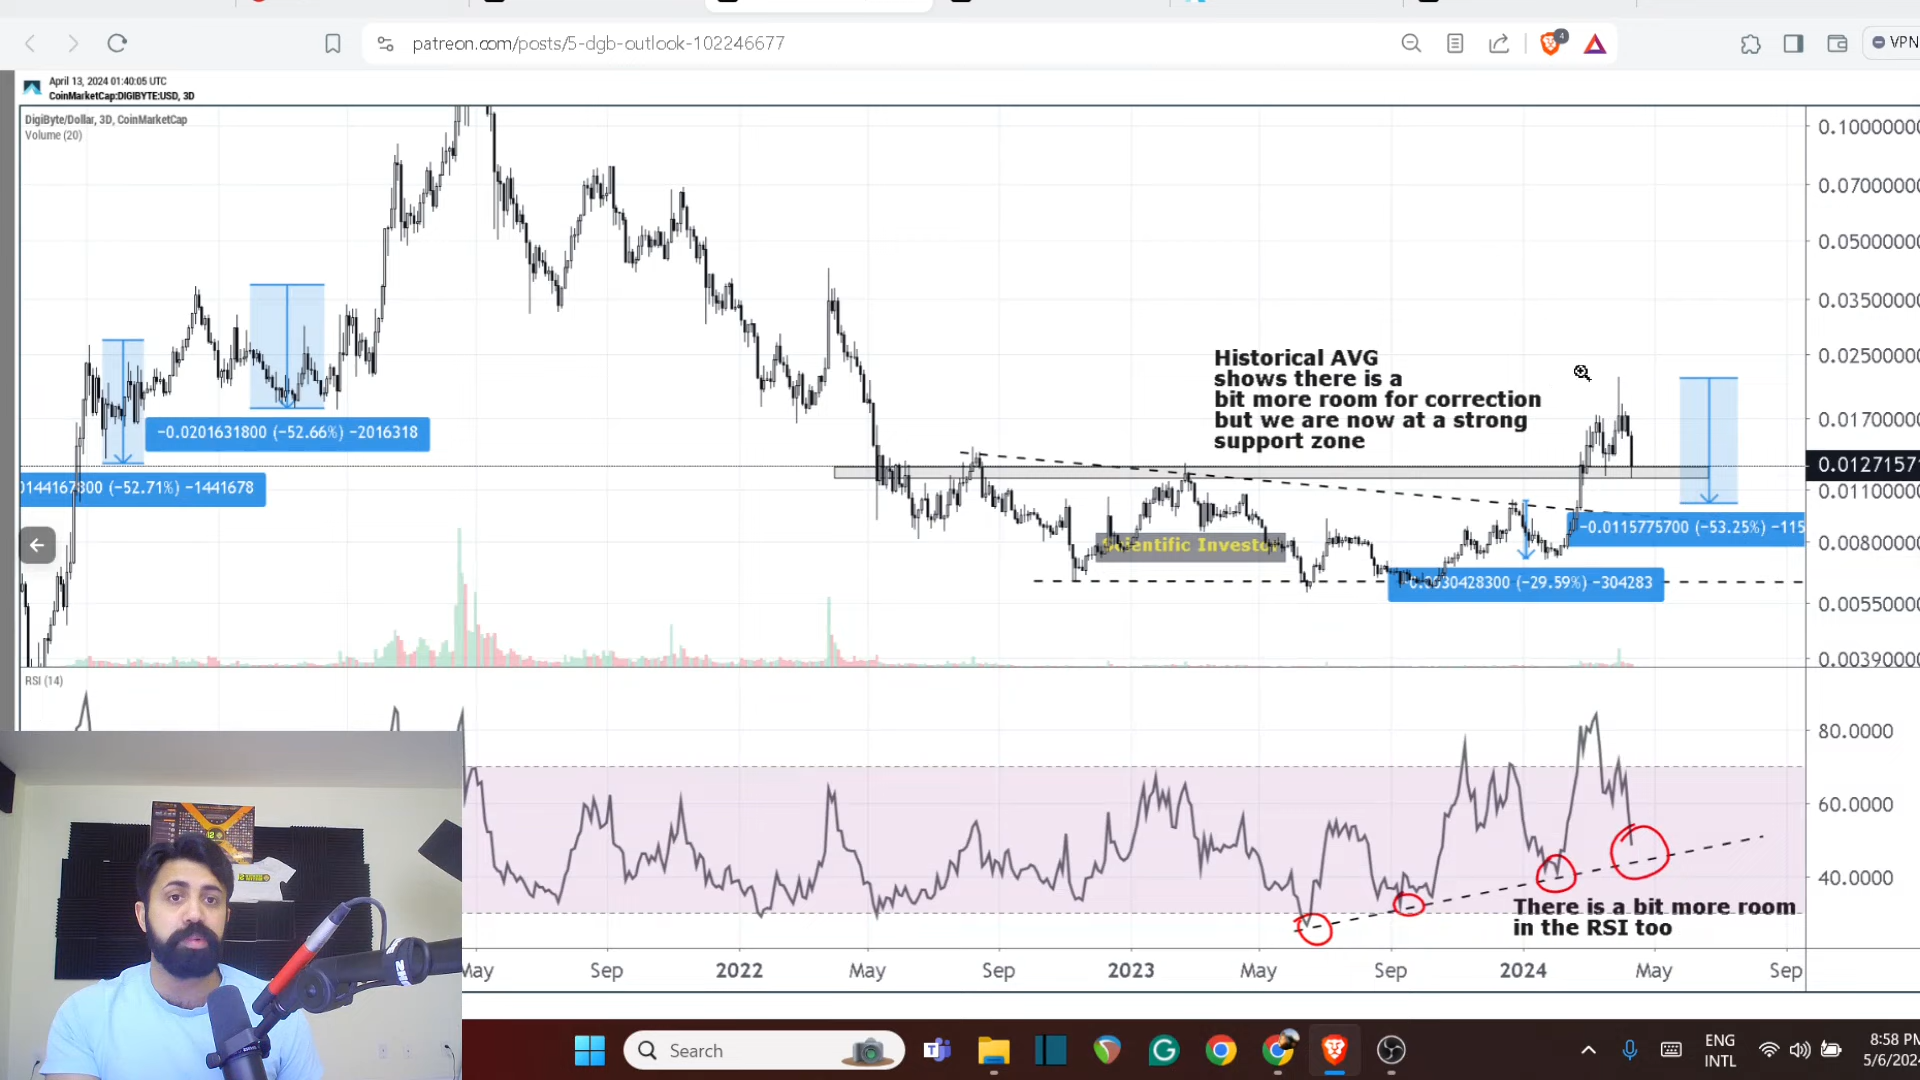 patreon.com/posts/5-dgb-outlook-102246677
4
VPN
April 13, 2024 01:40:05 UTC
CoinMarketCap:DIGIBYTE:USD, 3D
DigiByte/Dollar, 3D, CoinMarketCap
Volume (20)
0.10000000
0.07000000
0.05000000
0.03500000
0.02500000
0.01700000
0.01271571
0.01100000
0.00800000
0.00550000
0.00390000
Historical AVG
shows there is a
bit more room for correction
but we are now at a strong
support zone
−0.0201631800 (−52.66%) −2016318
0144167800 (−52.71%) −1441678
−0.0115775700 (−53.25%) −115
Scientific Investor
(−29.59%) −304283
RSI (14)
80.0000
60.0000
40.0000
There is a bit more room
in the RSI too
May
Sep
2022
May
Sep
2023
May
Sep
2024
May
Sep
Search
ENG
INTL
8:58 PM
5/6/202